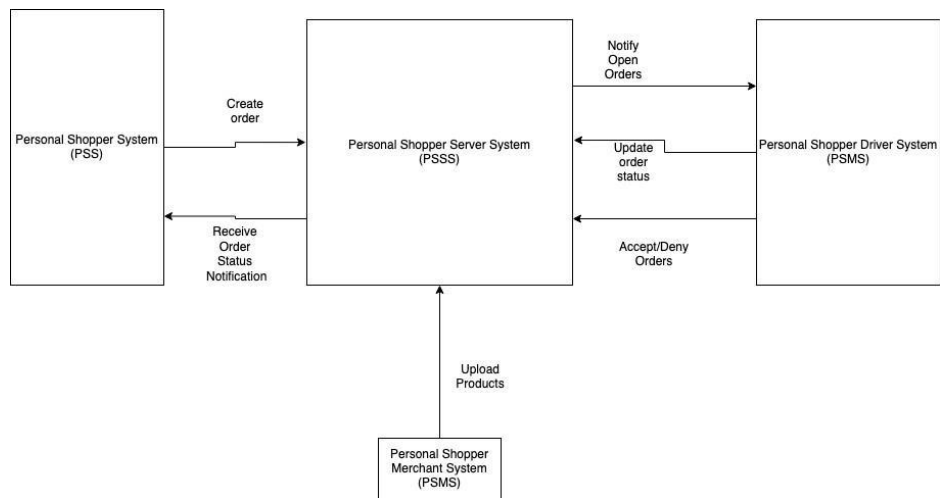 Personal Shopper System
(PSS)
Create
order
Receive
Order
Status
Notification
Personal Shopper Server System
(PSSS)
Notify
Open
Orders
Update
order
status
Accept/Deny
Orders
Personal Shopper Driver System
(PSMS)
Upload
Products
Personal Shopper
Merchant System
(PSMS)